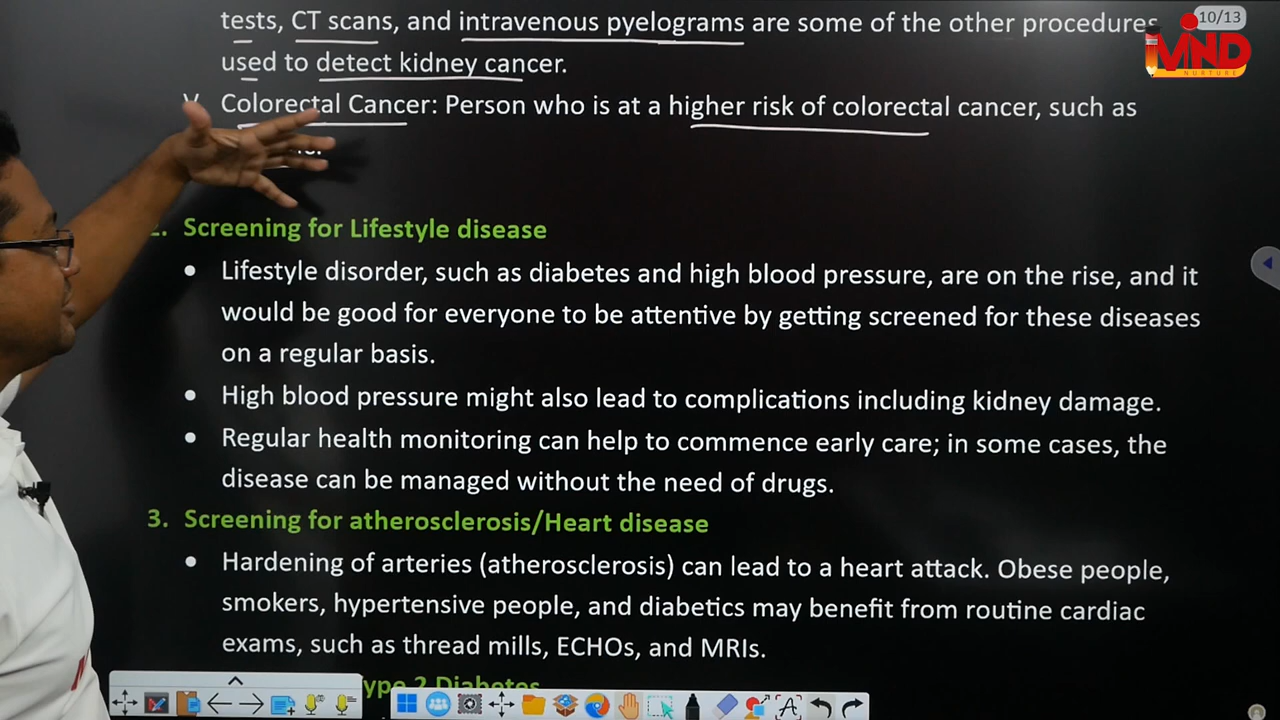 tests, CT scans, and intravenous pyelograms are some of the other procedures
10/13
MIND
NURTURE
used to detect kidney cancer.
Colorectal Cancer: Person who is at a higher risk of colorectal cancer, such as
2. Screening for Lifestyle disease
• Lifestyle disorder, such as diabetes and high blood pressure, are on the rise, and it
would be good for everyone to be attentive by getting screened for these diseases
on a regular basis.
• High blood pressure might also lead to complications including kidney damage.
• Regular health monitoring can help to commence early care; in some cases, the
disease can be managed without the need of drugs.
3. Screening for atherosclerosis/Heart disease
• Hardening of arteries (atherosclerosis) can lead to a heart attack. Obese people,
smokers, hypertensive people, and diabetics may benefit from routine cardiac
exams, such as thread mills, ECHOs, and MRIs.
ype 2 Diabetes